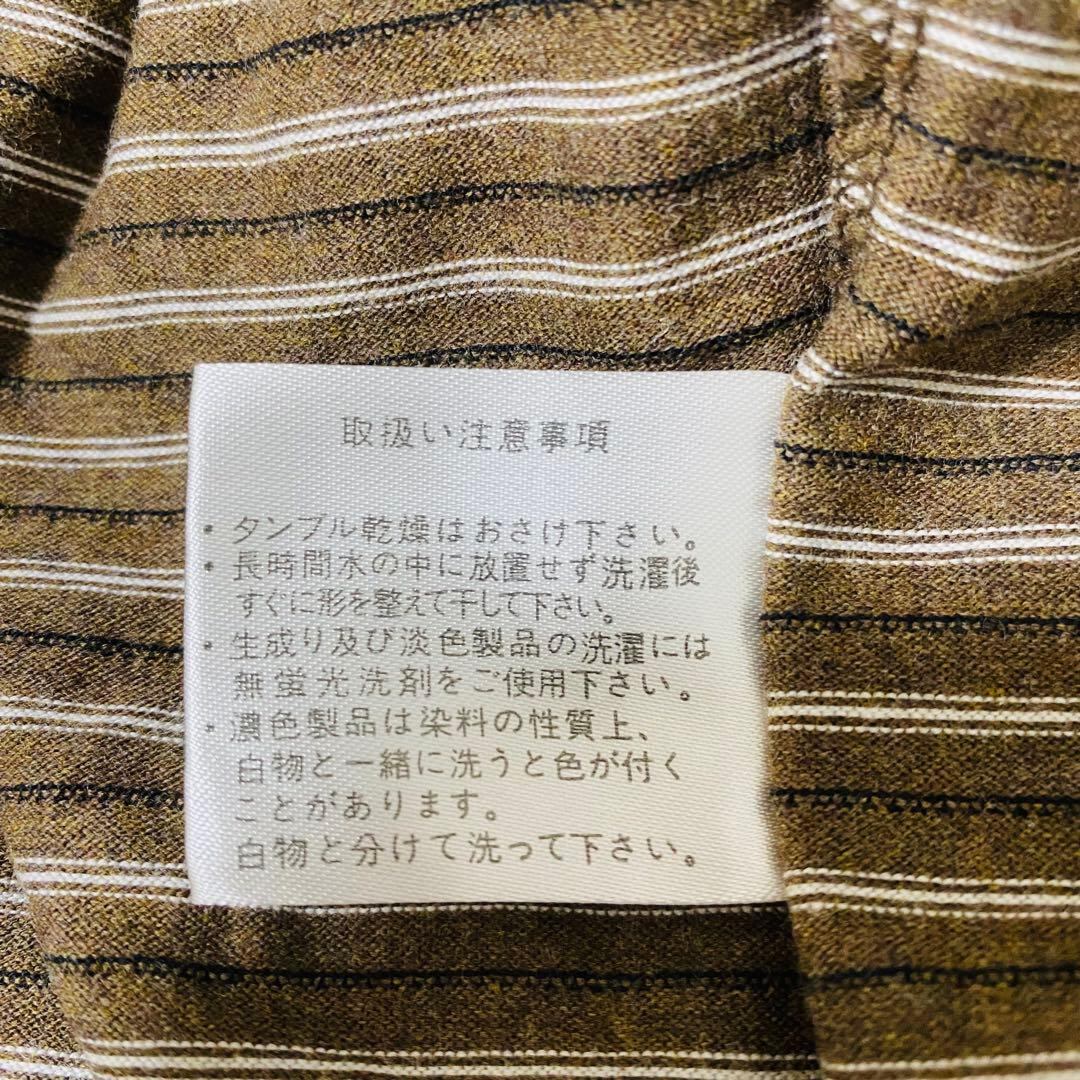 取扱い注意事項
・タンブル乾燥はおさけ下さい。
・長時間水の中に放置せず洗濯後
すぐに形を整えて干して下さい。
・生成り及び淡色製品の洗濯には
無蛍光洗剤をご使用下さい。
・濃色製品は染料の性質上、
白物と一緒に洗うと色が付く
ことがあります。
白物と分けて洗って下さい。